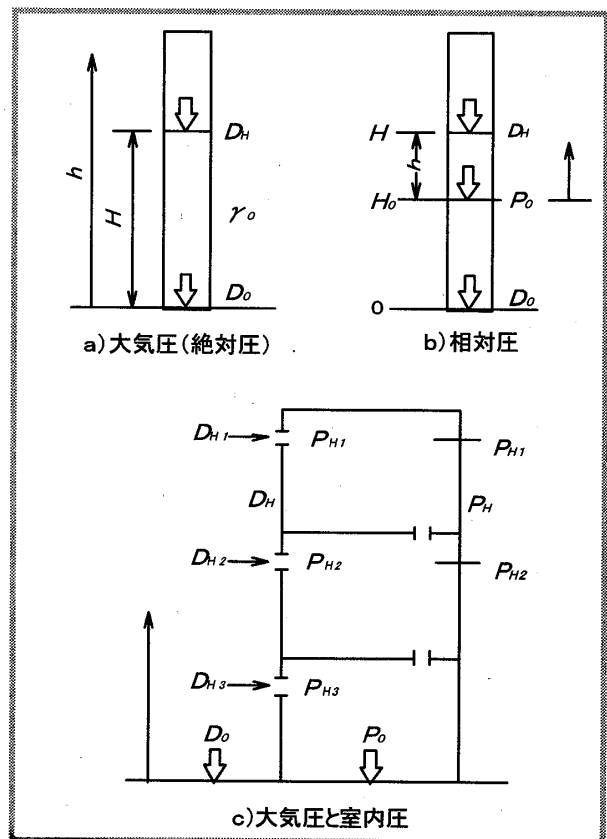 h
H
D_H
γ_o
D_o
a)大気圧(絶対圧)
H
h
D_H
H_o
P_o
0
D_o
b)相対圧
D_H1
P_H1
P_H1
D_H
P_H
D_H2
P_H2
P_H2
D_H3
P_H3
D_o
P_o
c)大気圧と室内圧